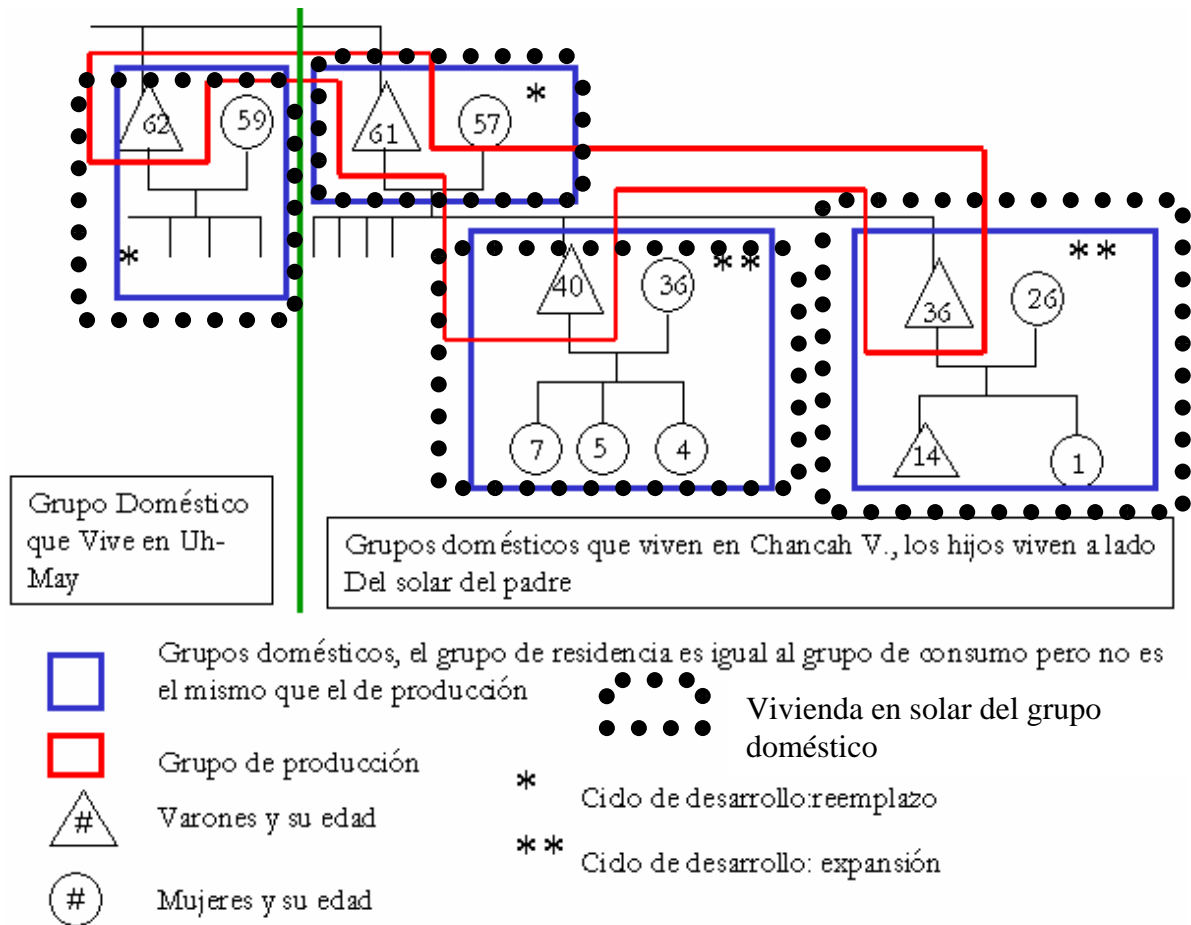 *
62
59
61
57
*
* *
* *
40
36
36
26
7
5
4
14
1
Grupo Doméstico
que Vive en Uh-
May
Grupos domésticos que viven en Chancah V., los hijos viven a lado
Del solar del padre
Grupos domésticos, el grupo de residencia es igual al grupo de consumo pero no es
el mismo que el de producción
Vivienda en solar del grupo
doméstico
Grupo de producción
*
Ciclo de desarrollo:reemplazo
#
Varones y su edad
* *
Ciclo de desarrollo: expansión
#
Mujeres y su edad